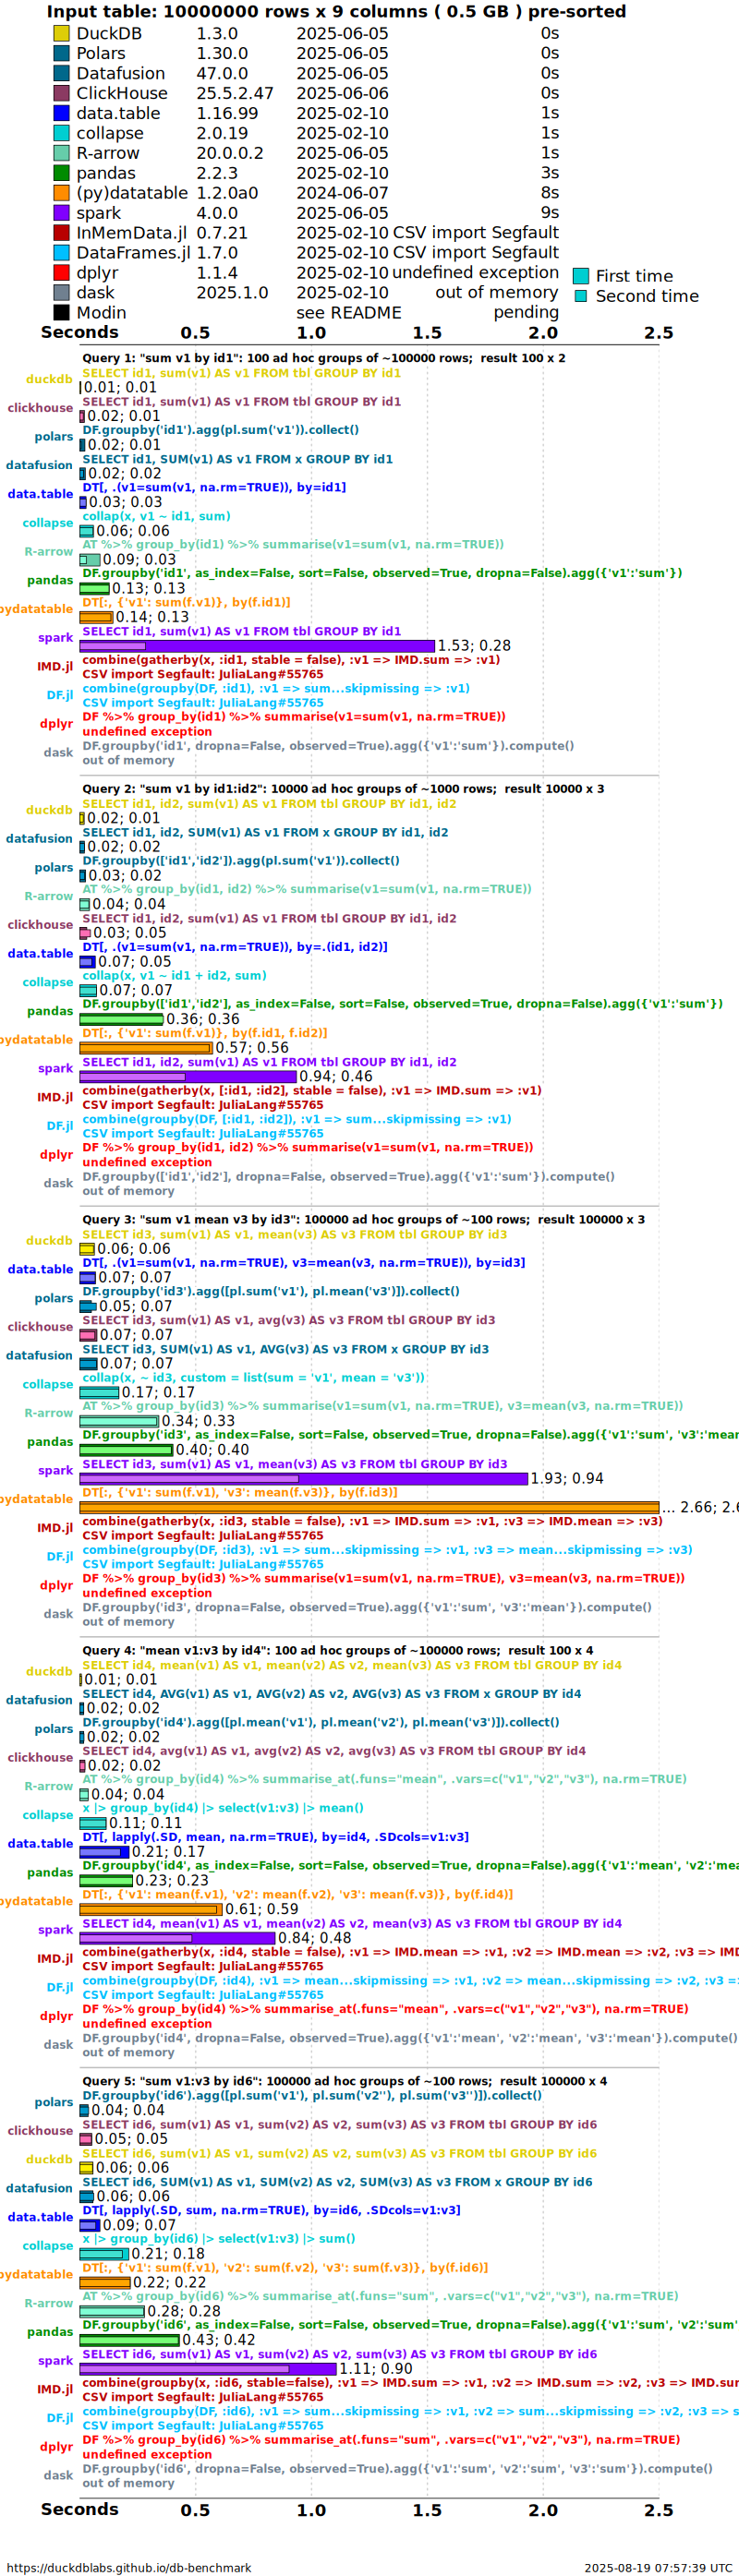 Input table: 10000000 rows x 9 columns ( 0.5 GB ) pre-sorted
DuckDB 1.3.0 2025-06-05 0s
Polars 1.30.0 2025-06-05 0s
Datafusion 47.0.0 2025-06-05 0s
ClickHouse 25.5.2.47 2025-06-06 0s
data.table 1.16.99 2025-02-10 1s
collapse 2.0.19 2025-02-10 1s
R-arrow 20.0.0.2 2025-06-05 1s
pandas 2.2.3 2025-02-10 3s
(py)datatable 1.2.0a0 2024-06-07 8s
spark 4.0.0 2025-06-05 9s
InMemData.jl 0.7.21 2025-02-10 CSV import Segfault
DataFrames.jl 1.7.0 2025-02-10 CSV import Segfault
dplyr 1.1.4 2025-02-10 undefined exception First time
dask 2025.1.0 2025-02-10 out of memory Second time
Modin see README pending
Seconds 0.5 1.0 1.5 2.0 2.5
Query 1: "sum v1 by id1": 100 ad hoc groups of ~100000 rows; result 100 x 2
duckdb SELECT id1, sum(v1) AS v1 FROM tbl GROUP BY id1
0.01; 0.01
clickhouse SELECT id1, sum(v1) AS v1 FROM tbl GROUP BY id1
0.02; 0.01
polars DF.groupby('id1').agg(pl.sum('v1')).collect()
0.02; 0.01
datafusion SELECT id1, SUM(v1) AS v1 FROM x GROUP BY id1
0.02; 0.02
data.table DT[, .(v1=sum(v1, na.rm=TRUE)), by=id1]
0.03; 0.03
collapse collap(x, v1 ~ id1, sum)
0.06; 0.06
R-arrow AT %>% group_by(id1) %>% summarise(v1=sum(v1, na.rm=TRUE))
0.09; 0.03
pandas DF.groupby('id1', as_index=False, sort=False, observed=True, dropna=False).agg({'v1':'sum'})
0.13; 0.13
pydatatable DT[:, {'v1': sum(f.v1)}, by(f.id1)]
0.14; 0.13
spark SELECT id1, sum(v1) AS v1 FROM tbl GROUP BY id1
1.53; 0.28
IMD.jl combine(gatherby(x, :id1, stable = false), :v1 => IMD.sum => :v1)
CSV import Segfault: JuliaLang#55765
DF.jl combine(groupby(DF, :id1), :v1 => sum∘skipmissing => :v1)
CSV import Segfault: JuliaLang#55765
dplyr DF %>% group_by(id1) %>% summarise(v1=sum(v1, na.rm=TRUE))
undefined exception
dask DF.groupby('id1', dropna=False, observed=True).agg({'v1':'sum'}).compute()
out of memory
Query 2: "sum v1 by id1:id2": 10000 ad hoc groups of ~1000 rows; result 10000 x 3
duckdb SELECT id1, id2, sum(v1) AS v1 FROM tbl GROUP BY id1, id2
0.02; 0.01
datafusion SELECT id1, id2, SUM(v1) AS v1 FROM x GROUP BY id1, id2
0.02; 0.02
polars DF.groupby(['id1','id2']).agg(pl.sum('v1')).collect()
0.03; 0.02
R-arrow AT %>% group_by(id1, id2) %>% summarise(v1=sum(v1, na.rm=TRUE))
0.04; 0.04
clickhouse SELECT id1, id2, sum(v1) AS v1 FROM tbl GROUP BY id1, id2
0.03; 0.05
data.table DT[, .(v1=sum(v1, na.rm=TRUE)), by=.(id1, id2)]
0.07; 0.05
collapse collap(x, v1 ~ id1 + id2, sum)
0.07; 0.07
pandas DF.groupby(['id1','id2'], as_index=False, sort=False, observed=True, dropna=False).agg({'v1':'sum'})
0.36; 0.36
pydatatable DT[:, {'v1': sum(f.v1)}, by(f.id1, f.id2)]
0.57; 0.56
spark SELECT id1, id2, sum(v1) AS v1 FROM tbl GROUP BY id1, id2
0.94; 0.46
IMD.jl combine(gatherby(x, [:id1, :id2], stable = false), :v1 => IMD.sum => :v1)
CSV import Segfault: JuliaLang#55765
DF.jl combine(groupby(DF, [:id1, :id2]), :v1 => sum...skipmissing => :v1)
CSV import Segfault: JuliaLang#55765
dplyr DF %>% group_by(id1, id2) %>% summarise(v1=sum(v1, na.rm=TRUE))
undefined exception
dask DF.groupby(['id1','id2'], dropna=False, observed=True).agg({'v1':'sum'}).compute()
out of memory
Query 3: "sum v1 mean v3 by id3": 100000 ad hoc groups of ~100 rows; result 100000 x 3
duckdb SELECT id3, sum(v1) AS v1, mean(v3) AS v3 FROM tbl GROUP BY id3
0.06; 0.06
data.table DT[, .(v1=sum(v1, na.rm=TRUE), v3=mean(v3, na.rm=TRUE)), by=id3]
0.07; 0.07
polars DF.groupby('id3').agg([pl.sum('v1'), pl.mean('v3')]).collect()
0.05; 0.07
clickhouse SELECT id3, sum(v1) AS v1, avg(v3) AS v3 FROM tbl GROUP BY id3
0.07; 0.07
datafusion SELECT id3, SUM(v1) AS v1, AVG(v3) AS v3 FROM x GROUP BY id3
0.07; 0.07
collapse collap(x, ~ id3, custom = list(sum = 'v1', mean = 'v3'))
0.17; 0.17
R-arrow AT %>% group_by(id3) %>% summarise(v1=sum(v1, na.rm=TRUE), v3=mean(v3, na.rm=TRUE))
0.34; 0.33
pandas DF.groupby('id3', as_index=False, sort=False, observed=True, dropna=False).agg({'v1':'sum', 'v3':'mean
0.40; 0.40
spark SELECT id3, sum(v1) AS v1, mean(v3) AS v3 FROM tbl GROUP BY id3
1.93; 0.94
pydatatable DT[:, {'v1': sum(f.v1), 'v3': mean(f.v3)}, by(f.id3)]
... 2.66; 2.6
IMD.jl combine(gatherby(x, :id3, stable = false), :v1 => IMD.sum => :v1, :v3 => IMD.mean => :v3)
CSV import Segfault: JuliaLang#55765
DF.jl combine(groupby(DF, :id3), :v1 => sum...skipmissing => :v1, :v3 => mean...skipmissing => :v3)
CSV import Segfault: JuliaLang#55765
dplyr DF %>% group_by(id3) %>% summarise(v1=sum(v1, na.rm=TRUE), v3=mean(v3, na.rm=TRUE))
undefined exception
dask DF.groupby('id3', dropna=False, observed=True).agg({'v1':'sum', 'v3':'mean'}).compute()
out of memory
Query 4: "mean v1:v3 by id4": 100 ad hoc groups of ~100000 rows; result 100 x 4
duckdb SELECT id4, mean(v1) AS v1, mean(v2) AS v2, mean(v3) AS v3 FROM tbl GROUP BY id4
0.01; 0.01
datafusion SELECT id4, AVG(v1) AS v1, AVG(v2) AS v2, AVG(v3) AS v3 FROM x GROUP BY id4
0.02; 0.02
polars DF.groupby('id4').agg([pl.mean('v1'), pl.mean('v2'), pl.mean('v3')]).collect()
0.02; 0.02
clickhouse SELECT id4, avg(v1) AS v1, avg(v2) AS v2, avg(v3) AS v3 FROM tbl GROUP BY id4
0.02; 0.02
R-arrow AT %>% group_by(id4) %>% summarise_at(.funs="mean", .vars=c("v1","v2","v3"), na.rm=TRUE)
0.04; 0.04
collapse x |> group_by(id4) |> select(v1:v3) |> mean()
0.11; 0.11
data.table DT[, lapply(.SD, mean, na.rm=TRUE), by=id4, .SDcols=v1:v3]
0.21; 0.17
pandas DF.groupby('id4', as_index=False, sort=False, observed=True, dropna=False).agg({'v1':'mean', 'v2':'mea
0.23; 0.23
pydatatable DT[:, {'v1': mean(f.v1), 'v2': mean(f.v2), 'v3': mean(f.v3)}, by(f.id4)]
0.61; 0.59
spark SELECT id4, mean(v1) AS v1, mean(v2) AS v2, mean(v3) AS v3 FROM tbl GROUP BY id4
0.84; 0.48
IMD.jl combine(gatherby(x, :id4, stable = false), :v1 => IMD.mean => :v1, :v2 => IMD.mean => :v2, :v3 => IMD
CSV import Segfault: JuliaLang#55765
DF.jl combine(groupby(DF, :id4), :v1 => mean...skipmissing => :v1, :v2 => mean...skipmissing => :v2, :v3 =>
CSV import Segfault: JuliaLang#55765
dplyr DF %>% group_by(id4) %>% summarise_at(.funs="mean", .vars=c("v1","v2","v3"), na.rm=TRUE)
undefined exception
dask DF.groupby('id4', dropna=False, observed=True).agg({'v1':'mean', 'v2':'mean', 'v3':'mean'}).compute()
out of memory
Query 5: "sum v1:v3 by id6": 100000 ad hoc groups of ~100 rows; result 100000 x 4
polars DF.groupby('id6').agg([pl.sum('v1'), pl.sum('v2''), pl.sum('v3'')]).collect()
0.04; 0.04
clickhouse SELECT id6, sum(v1) AS v1, sum(v2) AS v2, sum(v3) AS v3 FROM tbl GROUP BY id6
0.05; 0.05
duckdb SELECT id6, sum(v1) AS v1, sum(v2) AS v2, sum(v3) AS v3 FROM tbl GROUP BY id6
0.06; 0.06
datafusion SELECT id6, SUM(v1) AS v1, SUM(v2) AS v2, SUM(v3) AS v3 FROM x GROUP BY id6
0.06; 0.06
data.table DT[, lapply(.SD, sum, na.rm=TRUE), by=id6, .SDcols=v1:v3]
0.09; 0.07
collapse x |> group_by(id6) |> select(v1:v3) |> sum()
0.21; 0.18
pydatatable DT[:, {'v1': sum(f.v1), 'v2': sum(f.v2), 'v3': sum(f.v3)}, by(f.id6)]
0.22; 0.22
R-arrow AT %>% group_by(id6) %>% summarise_at(.funs="sum", .vars=c("v1","v2","v3"), na.rm=TRUE)
0.28; 0.28
pandas DF.groupby('id6', as_index=False, sort=False, observed=True, dropna=False).agg({'v1':'sum', 'v2':'sum'
0.43; 0.42
spark SELECT id6, sum(v1) AS v1, sum(v2) AS v2, sum(v3) AS v3 FROM tbl GROUP BY id6
1.11; 0.90
IMD.jl combine(groupby(x, :id6, stable=false), :v1 => IMD.sum => :v1, :v2 => IMD.sum => :v2, :v3 => IMD.sum
CSV import Segfault: JuliaLang#55765
DF.jl combine(groupby(DF, :id6), :v1 => sum...skipmissing => :v1, :v2 => sum...skipmissing => :v2, :v3 => s
CSV import Segfault: JuliaLang#55765
dplyr DF %>% group_by(id6) %>% summarise_at(.funs="sum", .vars=c("v1","v2","v3"), na.rm=TRUE)
undefined exception
dask DF.groupby('id6', dropna=False, observed=True).agg({'v1':'sum', 'v2':'sum', 'v3':'sum'}).compute()
out of memory
Seconds 0.5 1.0 1.5 2.0 2.5
https://duckdblabs.github.io/db-benchmark 2025-08-19 07:57:39 UTC